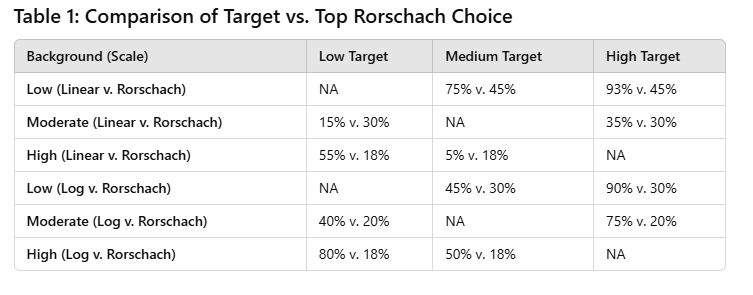 Table 1: Comparison of Target vs. Top Rorschach Choice
Background (Scale) Low Target Medium Target High Target
Low (Linear v. Rorschach) NA 75% v. 45% 93% v. 45%
Moderate (Linear v. Rorschach) 15% v. 30% NA 35% v. 30%
High (Linear v. Rorschach) 55% v. 18% 5% v. 18% NA
Low (Log v. Rorschach) NA 45% v. 30% 90% v. 30%
Moderate (Log v. Rorschach) 40% v. 20% NA 75% v. 20%
High (Log v. Rorschach) 80% v. 18% 50% v. 18% NA